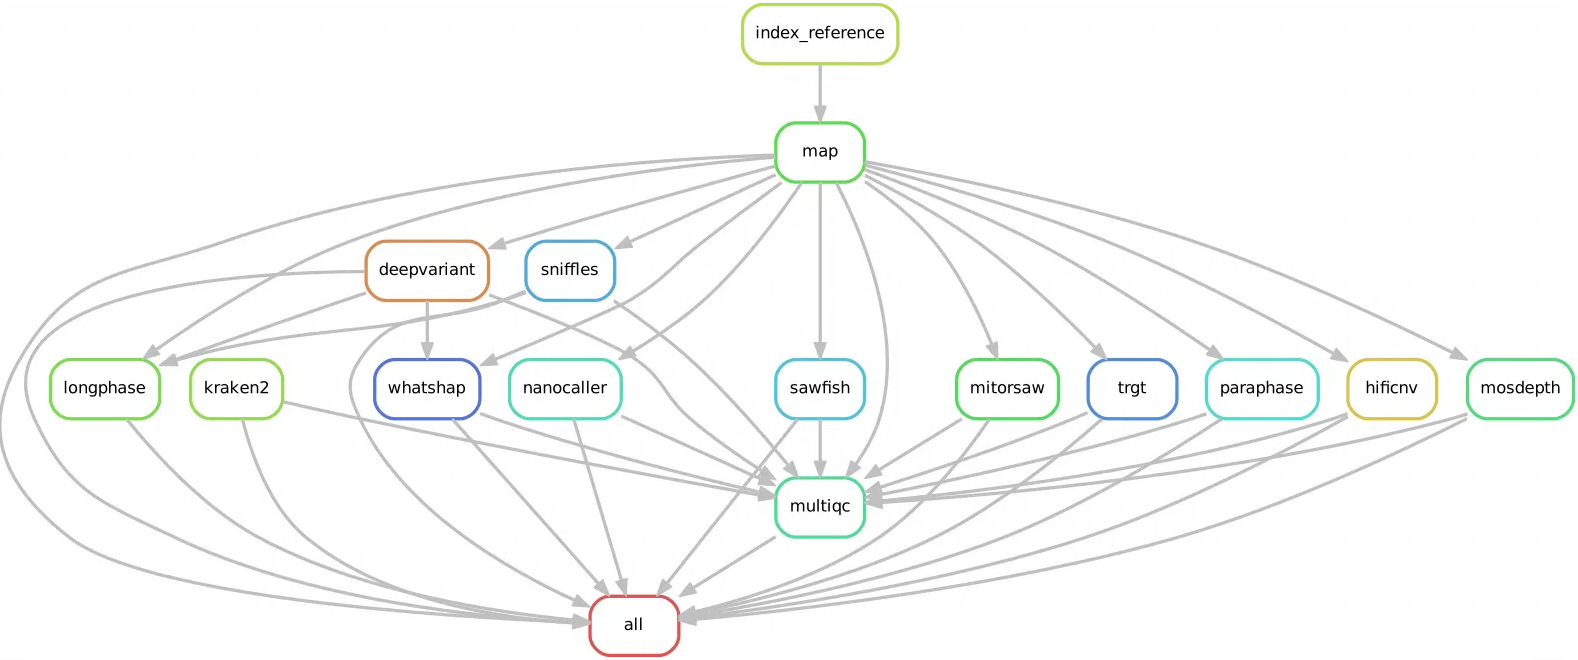 index_reference
map
deepvariant
sniffles
longphase
kraken2
whatshap
nanocaller
sawfish
mitorsaw
trgt
paraphase
hificnv
mosdepth
multiqc
all